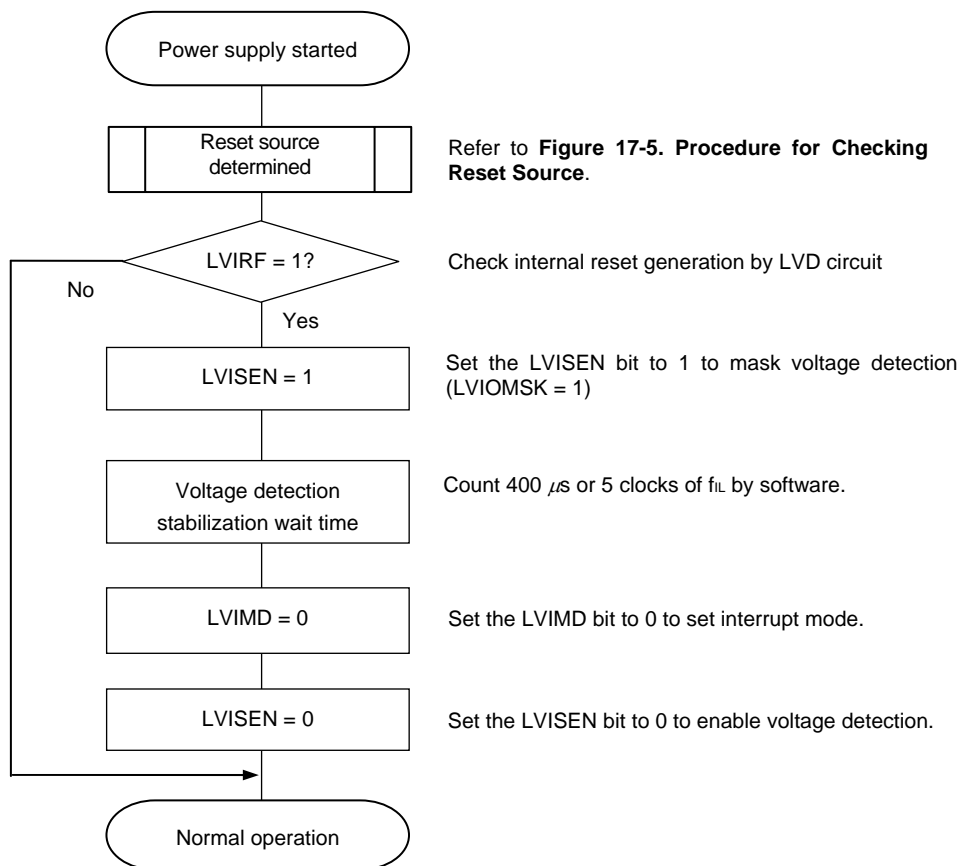 Power supply started
Reset source
determined
Refer to Figure 17-5. Procedure for Checking
Reset Source.
LVIRF = 1?
Check internal reset generation by LVD circuit
No
Yes
LVISEN = 1
Set the LVISEN bit to 1 to mask voltage detection
(LVIOMSK = 1)
Voltage detection
stabilization wait time
Count 400 μs or 5 clocks of fIL by software.
LVIMD = 0
Set the LVIMD bit to 0 to set interrupt mode.
LVISEN = 0
Set the LVISEN bit to 0 to enable voltage detection.
Normal operation